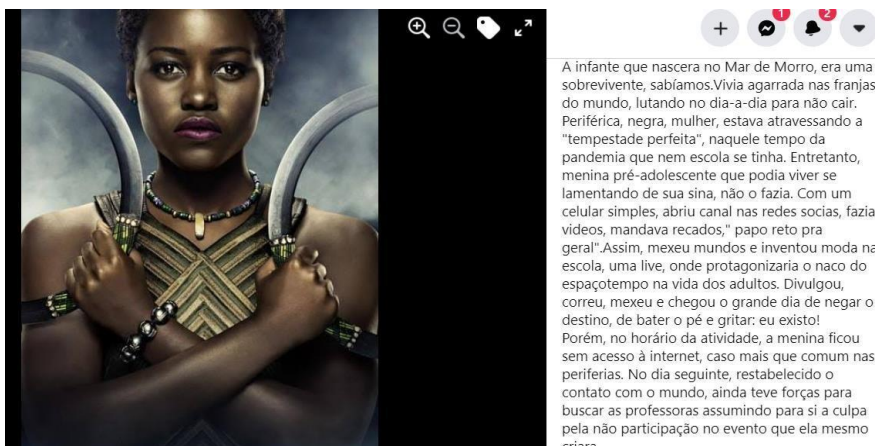 1
2
A infante que nascera no Mar de Morro, era uma
sobrevivente, sabíamos.Vivia agarrada nas franjas
do mundo, lutando no dia-a-dia para não cair.
Periférica, negra, mulher, estava atravessando a
"tempestade perfeita", naquele tempo da
pandemia que nem escola se tinha. Entretanto,
menina pré-adolescente que podia viver se
lamentando de sua sina, não o fazia. Com um
celular simples, abriu canal nas redes socias, fazia
videos, mandava recados," papo reto pra
geral".Assim, mexeu mundos e inventou moda na
escola, uma live, onde protagonizaria o naco do
espaçotempo na vida dos adultos. Divulgou,
correu, mexeu e chegou o grande dia de negar o
destino, de bater o pé e gritar: eu existo!
Porém, no horário da atividade, a menina ficou
sem acesso à internet, caso mais que comum nas
periferias. No dia seguinte, restabelecido o
contato com o mundo, ainda teve forças para
buscar as professoras assumindo para si a culpa
pela não participação no evento que ela mesmo